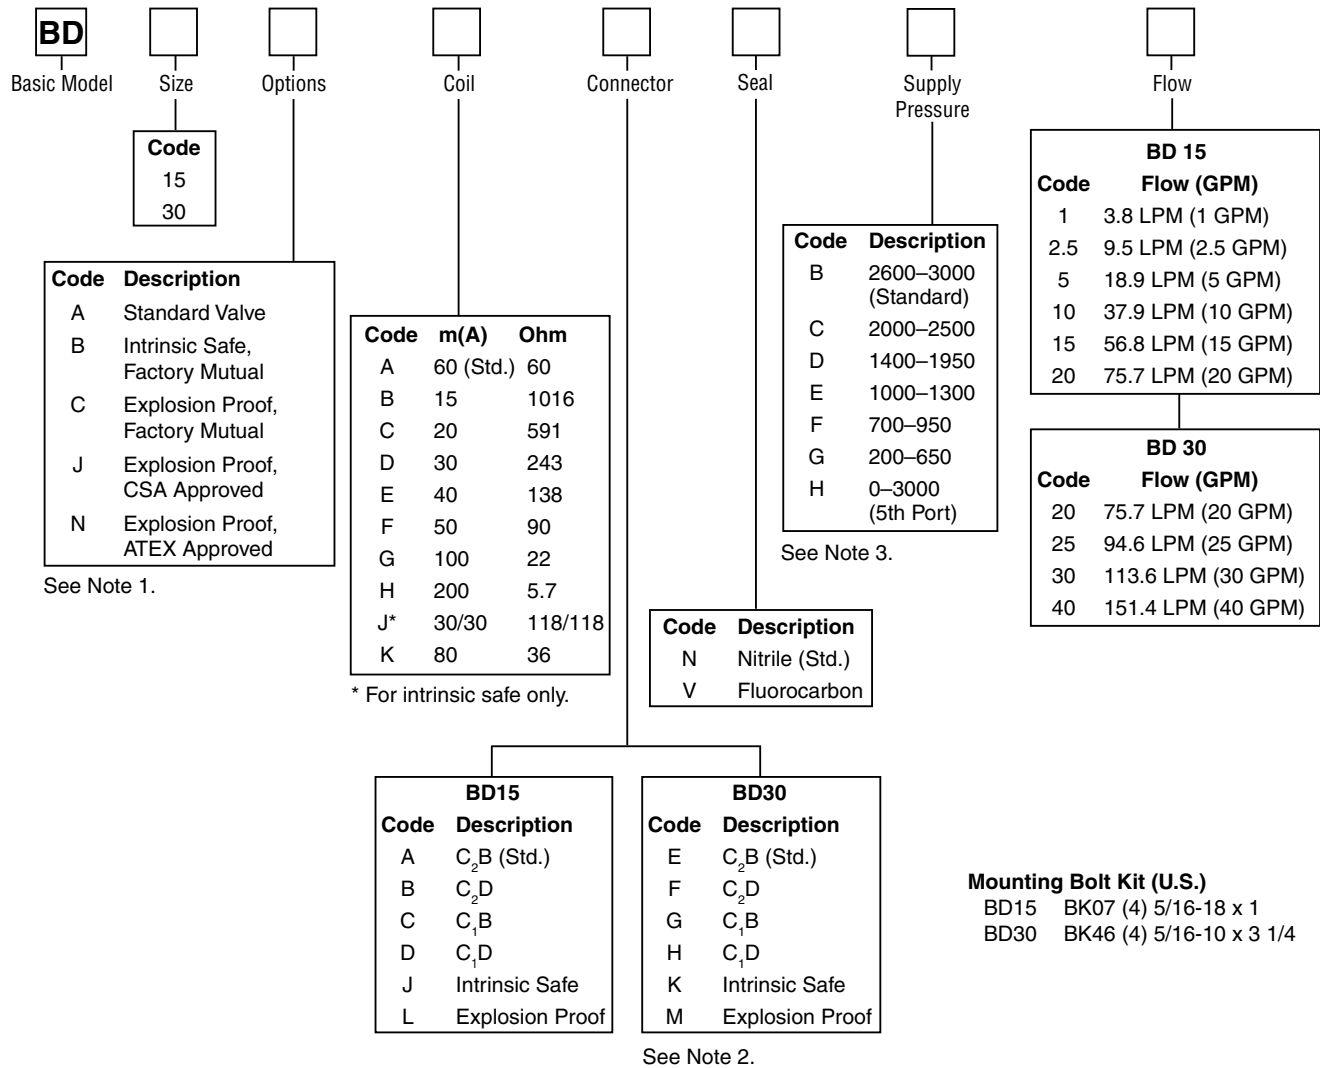 BD
Basic Model Size Options Coil Connector Seal Supply Pressure Flow
Code
15
30
Code Description
A Standard Valve
B Intrinsic Safe,
Factory Mutual
C Explosion Proof,
Factory Mutual
J Explosion Proof,
CSA Approved
N Explosion Proof,
ATEX Approved
See Note 1.
Code m(A) Ohm
A 60 (Std.) 60
B 15 1016
C 20 591
D 30 243
E 40 138
F 50 90
G 100 22
H 200 5.7
J* 30/30 118/118
K 80 36
* For intrinsic safe only.
BD15
Code Description
A C₂B (Std.)
B C₂D
C C₁B
D C₁D
J Intrinsic Safe
L Explosion Proof
BD30
Code Description
E C₂B (Std.)
F C₂D
G C₁B
H C₁D
K Intrinsic Safe
M Explosion Proof
See Note 2.
Code Description
N Nitrile (Std.)
V Fluorocarbon
Code Description
B 2600–3000
(Standard)
C 2000–2500
D 1400–1950
E 1000–1300
F 700–950
G 200–650
H 0–3000
(5th Port)
See Note 3.
BD 15
Code Flow (GPM)
1 3.8 LPM (1 GPM)
2.5 9.5 LPM (2.5 GPM)
5 18.9 LPM (5 GPM)
10 37.9 LPM (10 GPM)
15 56.8 LPM (15 GPM)
20 75.7 LPM (20 GPM)
BD 30
Code Flow (GPM)
20 75.7 LPM (20 GPM)
25 94.6 LPM (25 GPM)
30 113.6 LPM (30 GPM)
40 151.4 LPM (40 GPM)
Mounting Bolt Kit (U.S.)
BD15 BK07 (4) 5/16-18 x 1
BD30 BK46 (4) 5/16-10 x 3 1/4